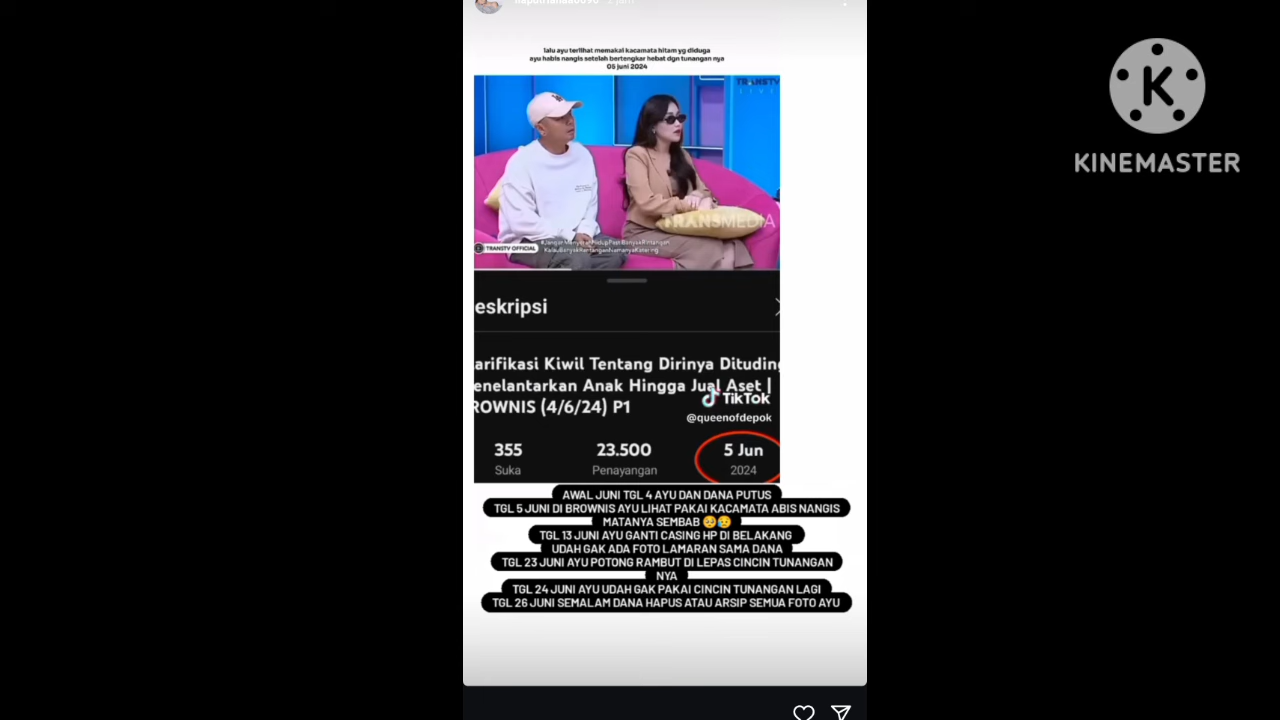 lalu ayu terlihat memakai kacamata hitam yg diduga
ayu habis nangis setelah bertengkar hebat dgn tunangan nya
05 juni 2024
TRANSTV
LIVE
TRANSMEDIA
TRANSTV OFFICIAL
KINEMASTER
eskripsi
arifikasi Kiwil Tentang Dirinya Dituding
enelantarkan Anak Hingga Jual Aset |
ROWNIS (4/6/24) P1
TikTok
@queenofdepok
355
23.500
5 Jun
Suka
Penayangan
2024
AWAL JUNI TGL 4 AYU DAN DANA PUTUS
TGL 5 JUNI DI BROWNIS AYU LIHAT PAKAI KACAMATA ABIS NANGIS
MATANYA SEMBAB 🥺😥
TGL 13 JUNI AYU GANTI CASING HP DI BELAKANG
UDAH GAK ADA FOTO LAMARAN SAMA DANA
TGL 23 JUNI AYU POTONG RAMBUT DI LEPAS CINCIN TUNANGAN
NYA
TGL 24 JUNI AYU UDAH GAK PAKAI CINCIN TUNANGAN LAGI
TGL 26 JUNI SEMALAM DANA HAPUS ATAU ARSIP SEMUA FOTO AYU